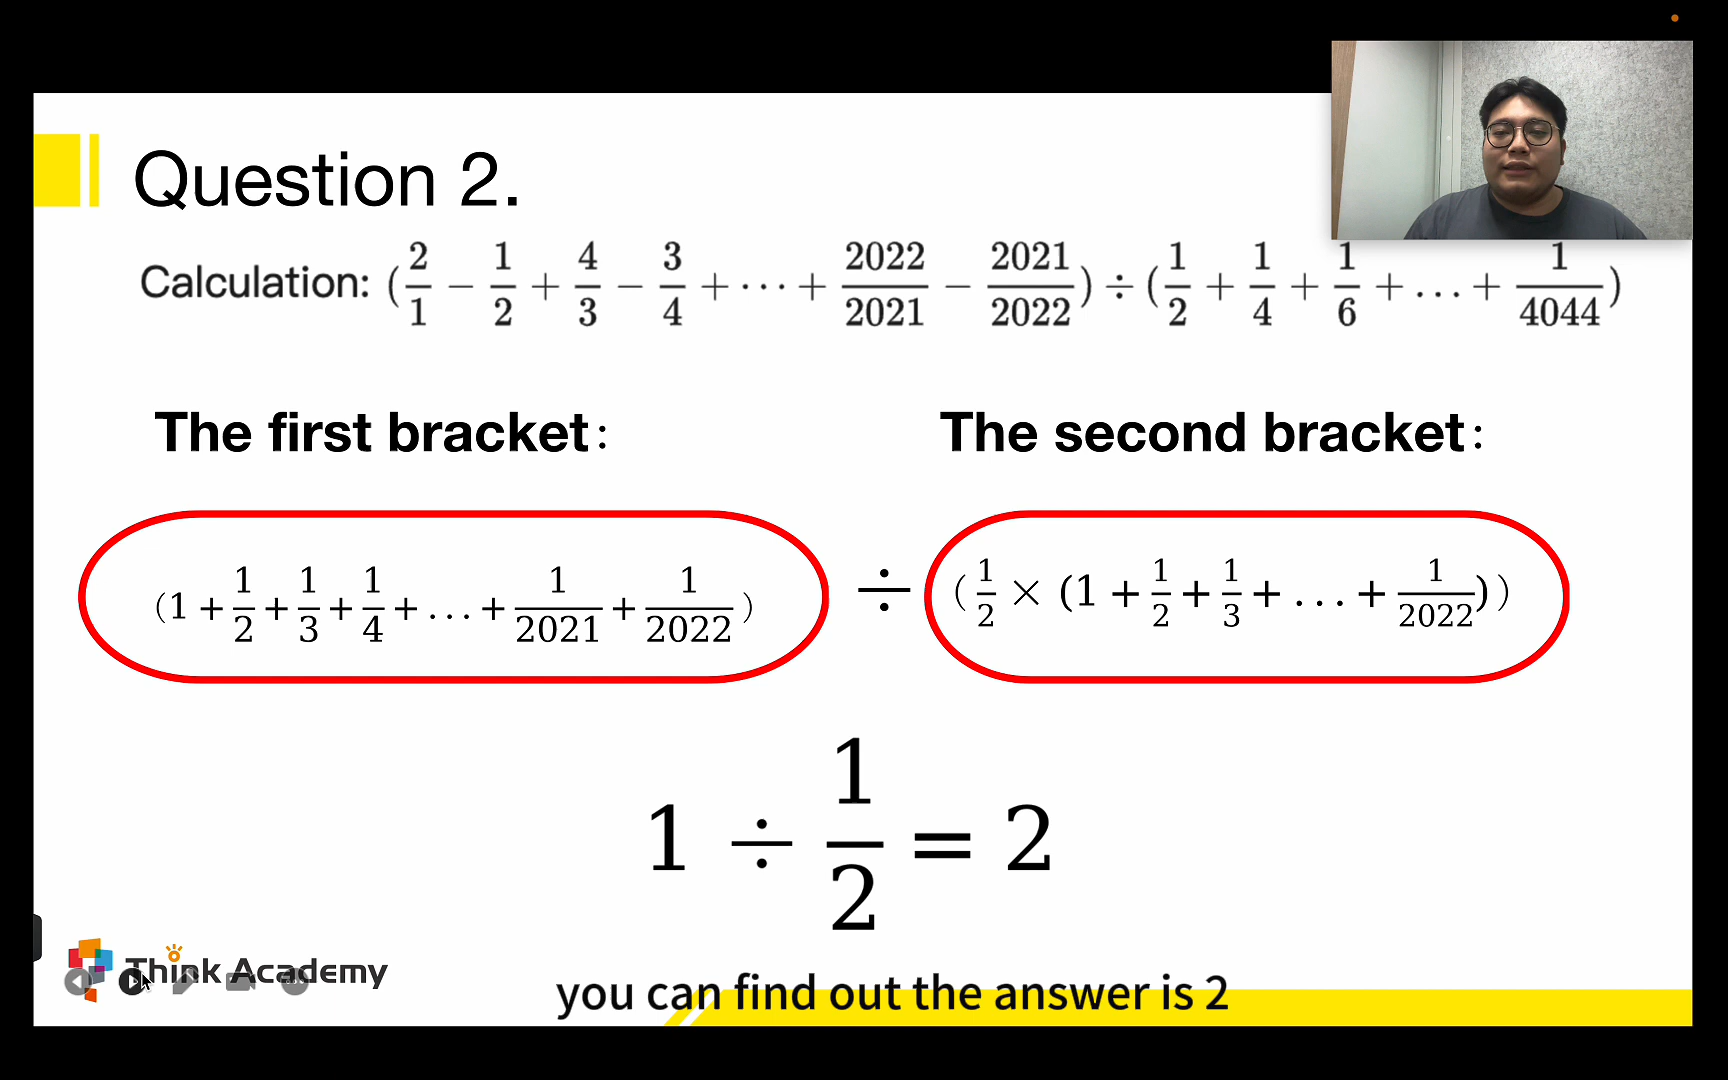 Question 2.
Calculation: (2/1 − 1/2 + 4/3 − 3/4 + ⋯ + 2022/2021 − 2021/2022) ÷ (1/2 + 1/4 + 1/6 + … + 1/4044)
The first bracket: The second bracket:
(1 + 1/2 + 1/3 + 1/4 + … + 1/2021 + 1/2022) ÷ (1/2 × (1 + 1/2 + 1/3 + … + 1/2022))
1 ÷ 1/2 = 2
Think Academy
you can find out the answer is 2